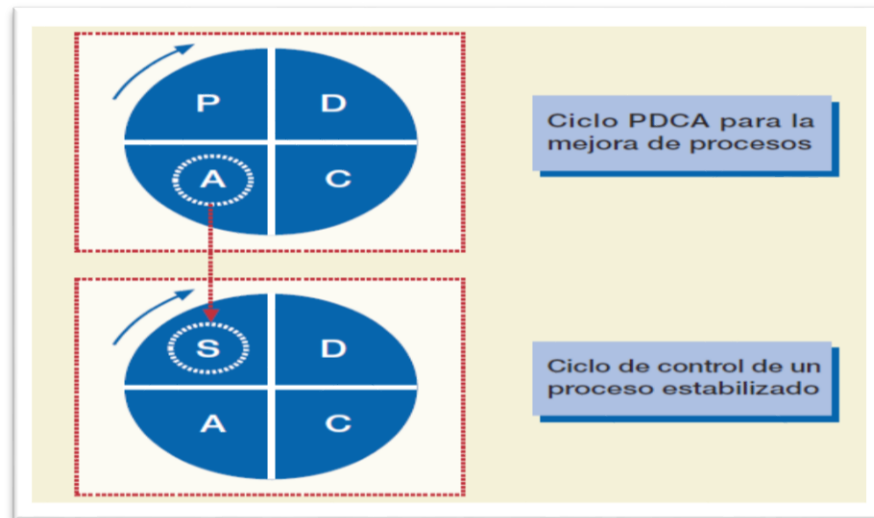 P D
A C
Ciclo PDCA para la
mejora de procesos
S D
A C
Ciclo de control de un
proceso estabilizado